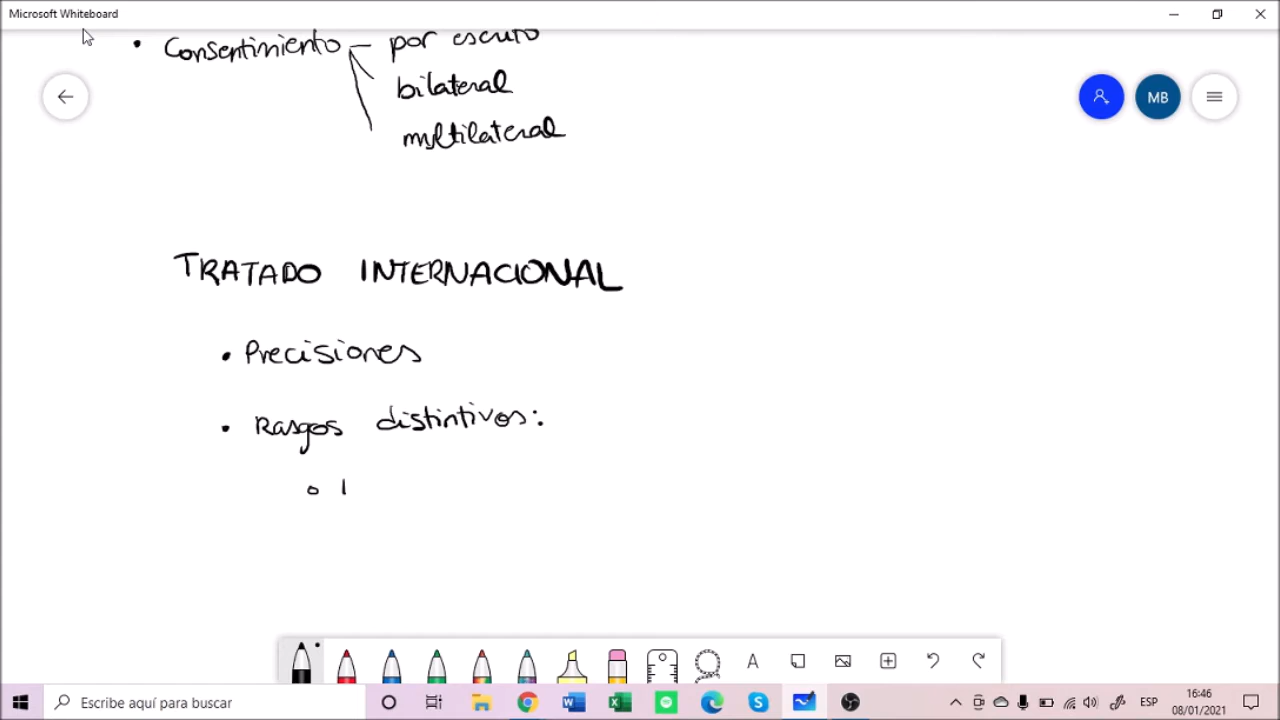 Microsoft Whiteboard
• Consentimiento — por escrito
bilateral
multilateral
MB
TRATADO INTERNACIONAL
• Precisiones
• Rasgos distintivos:
A
Escribe aquí para buscar
ESP
16:46
08/01/2021